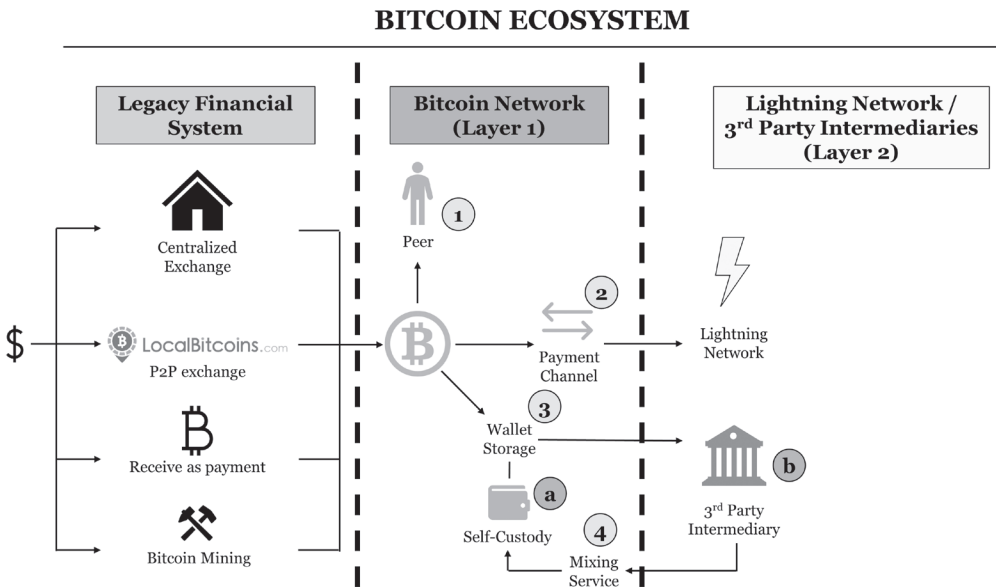 BITCOIN ECOSYSTEM
Legacy Financial
System
Bitcoin Network
(Layer 1)
Lightning Network /
3rd Party Intermediaries
(Layer 2)
$
Centralized
Exchange
LocalBitcoins.com
P2P exchange
Receive as payment
Bitcoin Mining
1
Peer
2
Payment
Channel
3
Wallet
Storage
a
Self-Custody
4
Mixing
Service
Lightning
Network
b
3rd Party
Intermediary